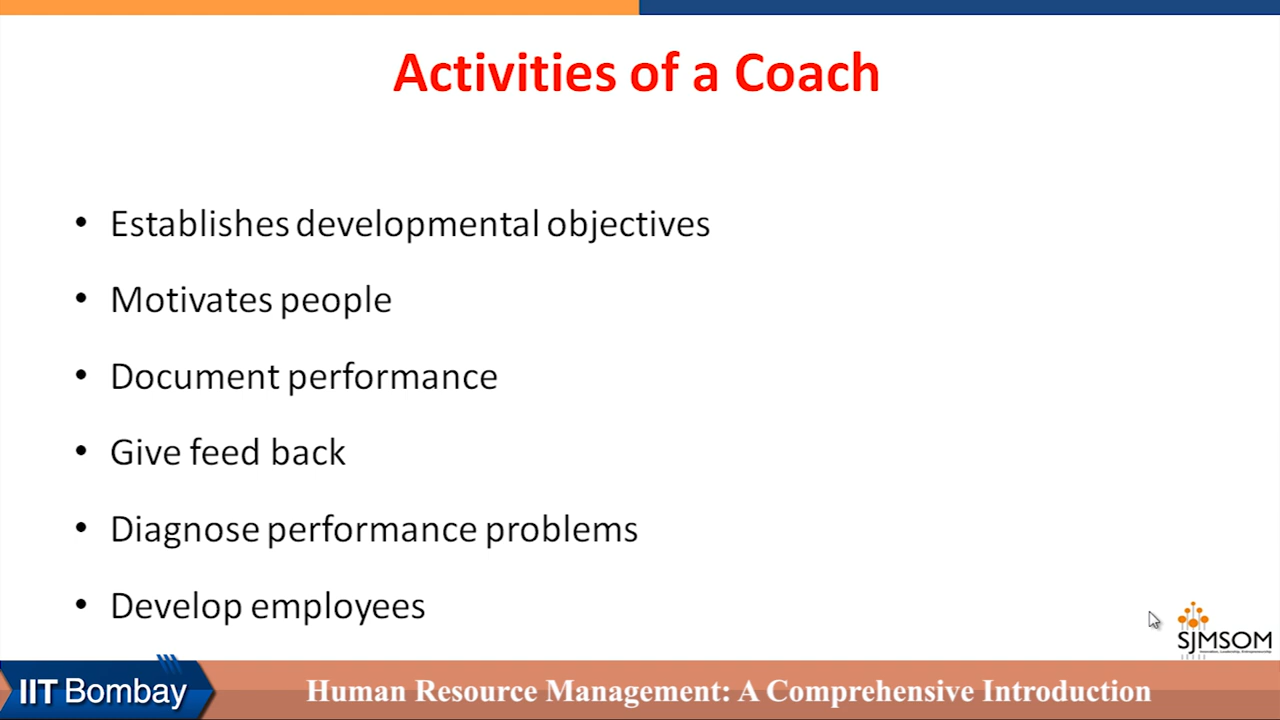 Activities of a Coach
• Establishes developmental objectives
• Motivates people
• Document performance
• Give feed back
• Diagnose performance problems
• Develop employees
SJMSOM
IIT Bombay
Human Resource Management: A Comprehensive Introduction